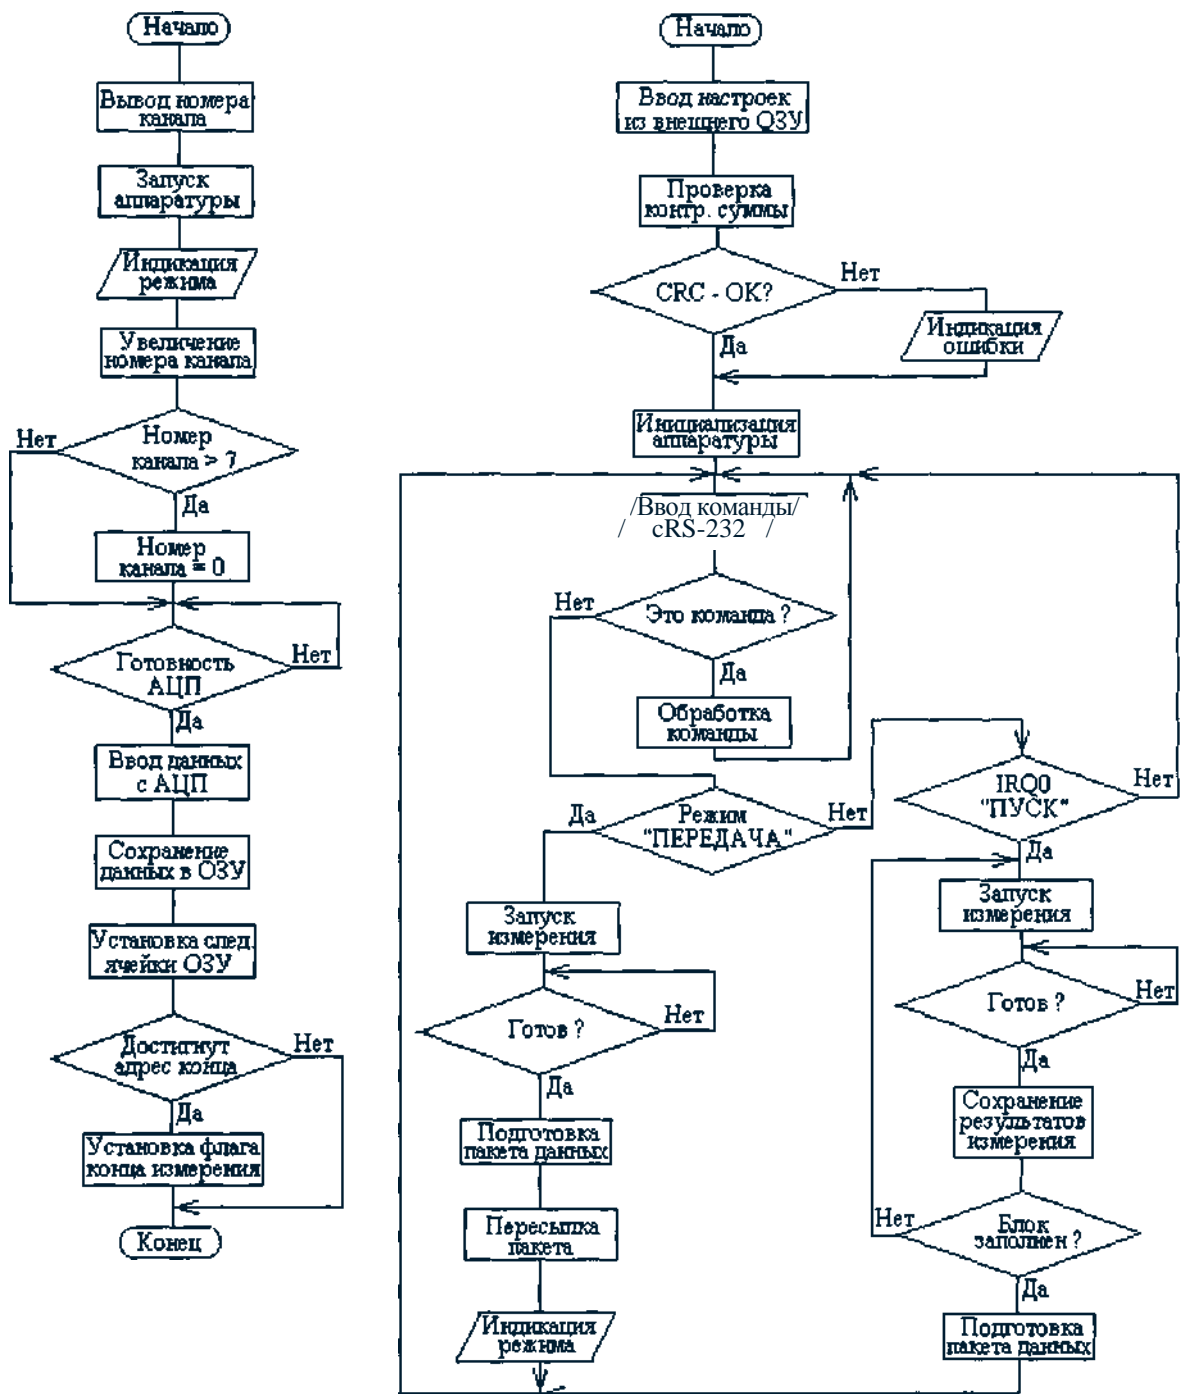 Начало
Вывод номера
канала
Запуск
аппаратуры
Индикация
режима
Увеличение
номера канала
Номер
канала > 7
Нет
Да
Номер
канала = 0
Готовность
АЦП
Нет
Да
Ввод данных
с АЦП
Сохранение
данных в ОЗУ
Установка след.
ячейки ОЗУ
Достигнут
адрес конца
Нет
Да
Установка флага
конца измерения
Конец
Начало
Ввод настроек
из внешнего ОЗУ
Проверка
контр. суммы
CRC - OK?
Нет
Индикация
ошибки
Да
Инициализация
аппаратуры
/Ввод команды/
/ cRS-232 /
Это команда ?
Нет
Да
Обработка
команды
Режим
"ПЕРЕДАЧА"
Да
Нет
Запуск
измерения
Готов ?
Нет
Да
Подготовка
пакета данных
Пересылка
пакета
Индикация
режима
IRQ0
"ПУСК"
Нет
Да
Запуск
измерения
Готов ?
Нет
Да
Сохранение
результатов
измерения
Блок
заполнен ?
Нет
Да
Подготовка
пакета данных